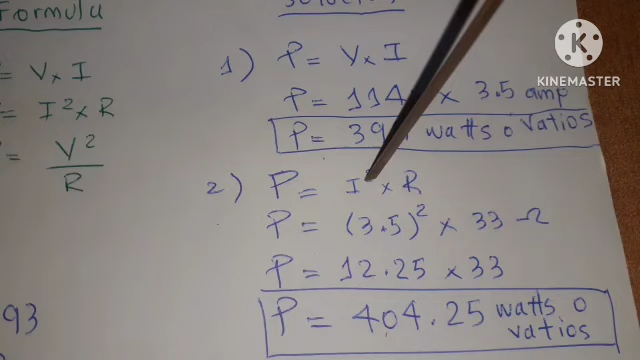 Formula
= V x I
= I² x R
= V²
R
93
1) P = V x I
P = 114 x 3.5 amp
P = 39 watts o Vatios
2) P = I² x R
P = (3.5)² x 33 Ω
P = 12.25 x 33
P = 404.25 watts o
vatios
KINEMASTER